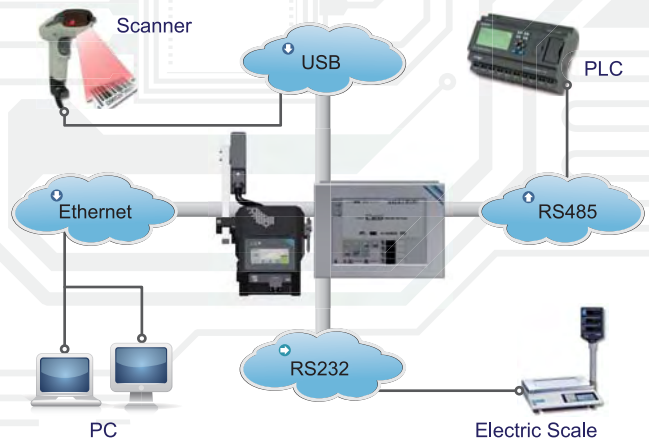 Scanner
USB
PLC
Ethernet
RS485
RS232
PC
Electric Scale